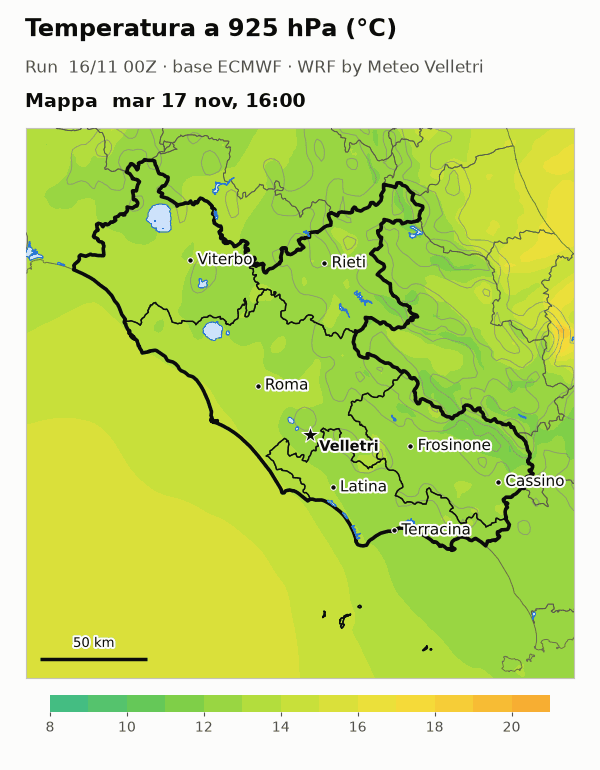 Temperatura a 925 hPa (°C)
Run  16/11 00Z · base ECMWF · WRF by Meteo Velletri
Mappa  mar 17 nov, 16:00
Viterbo
Rieti
Roma
Velletri
Frosinone
Latina
Cassino
Terracina
50 km
8 10 12 14 16 18 20